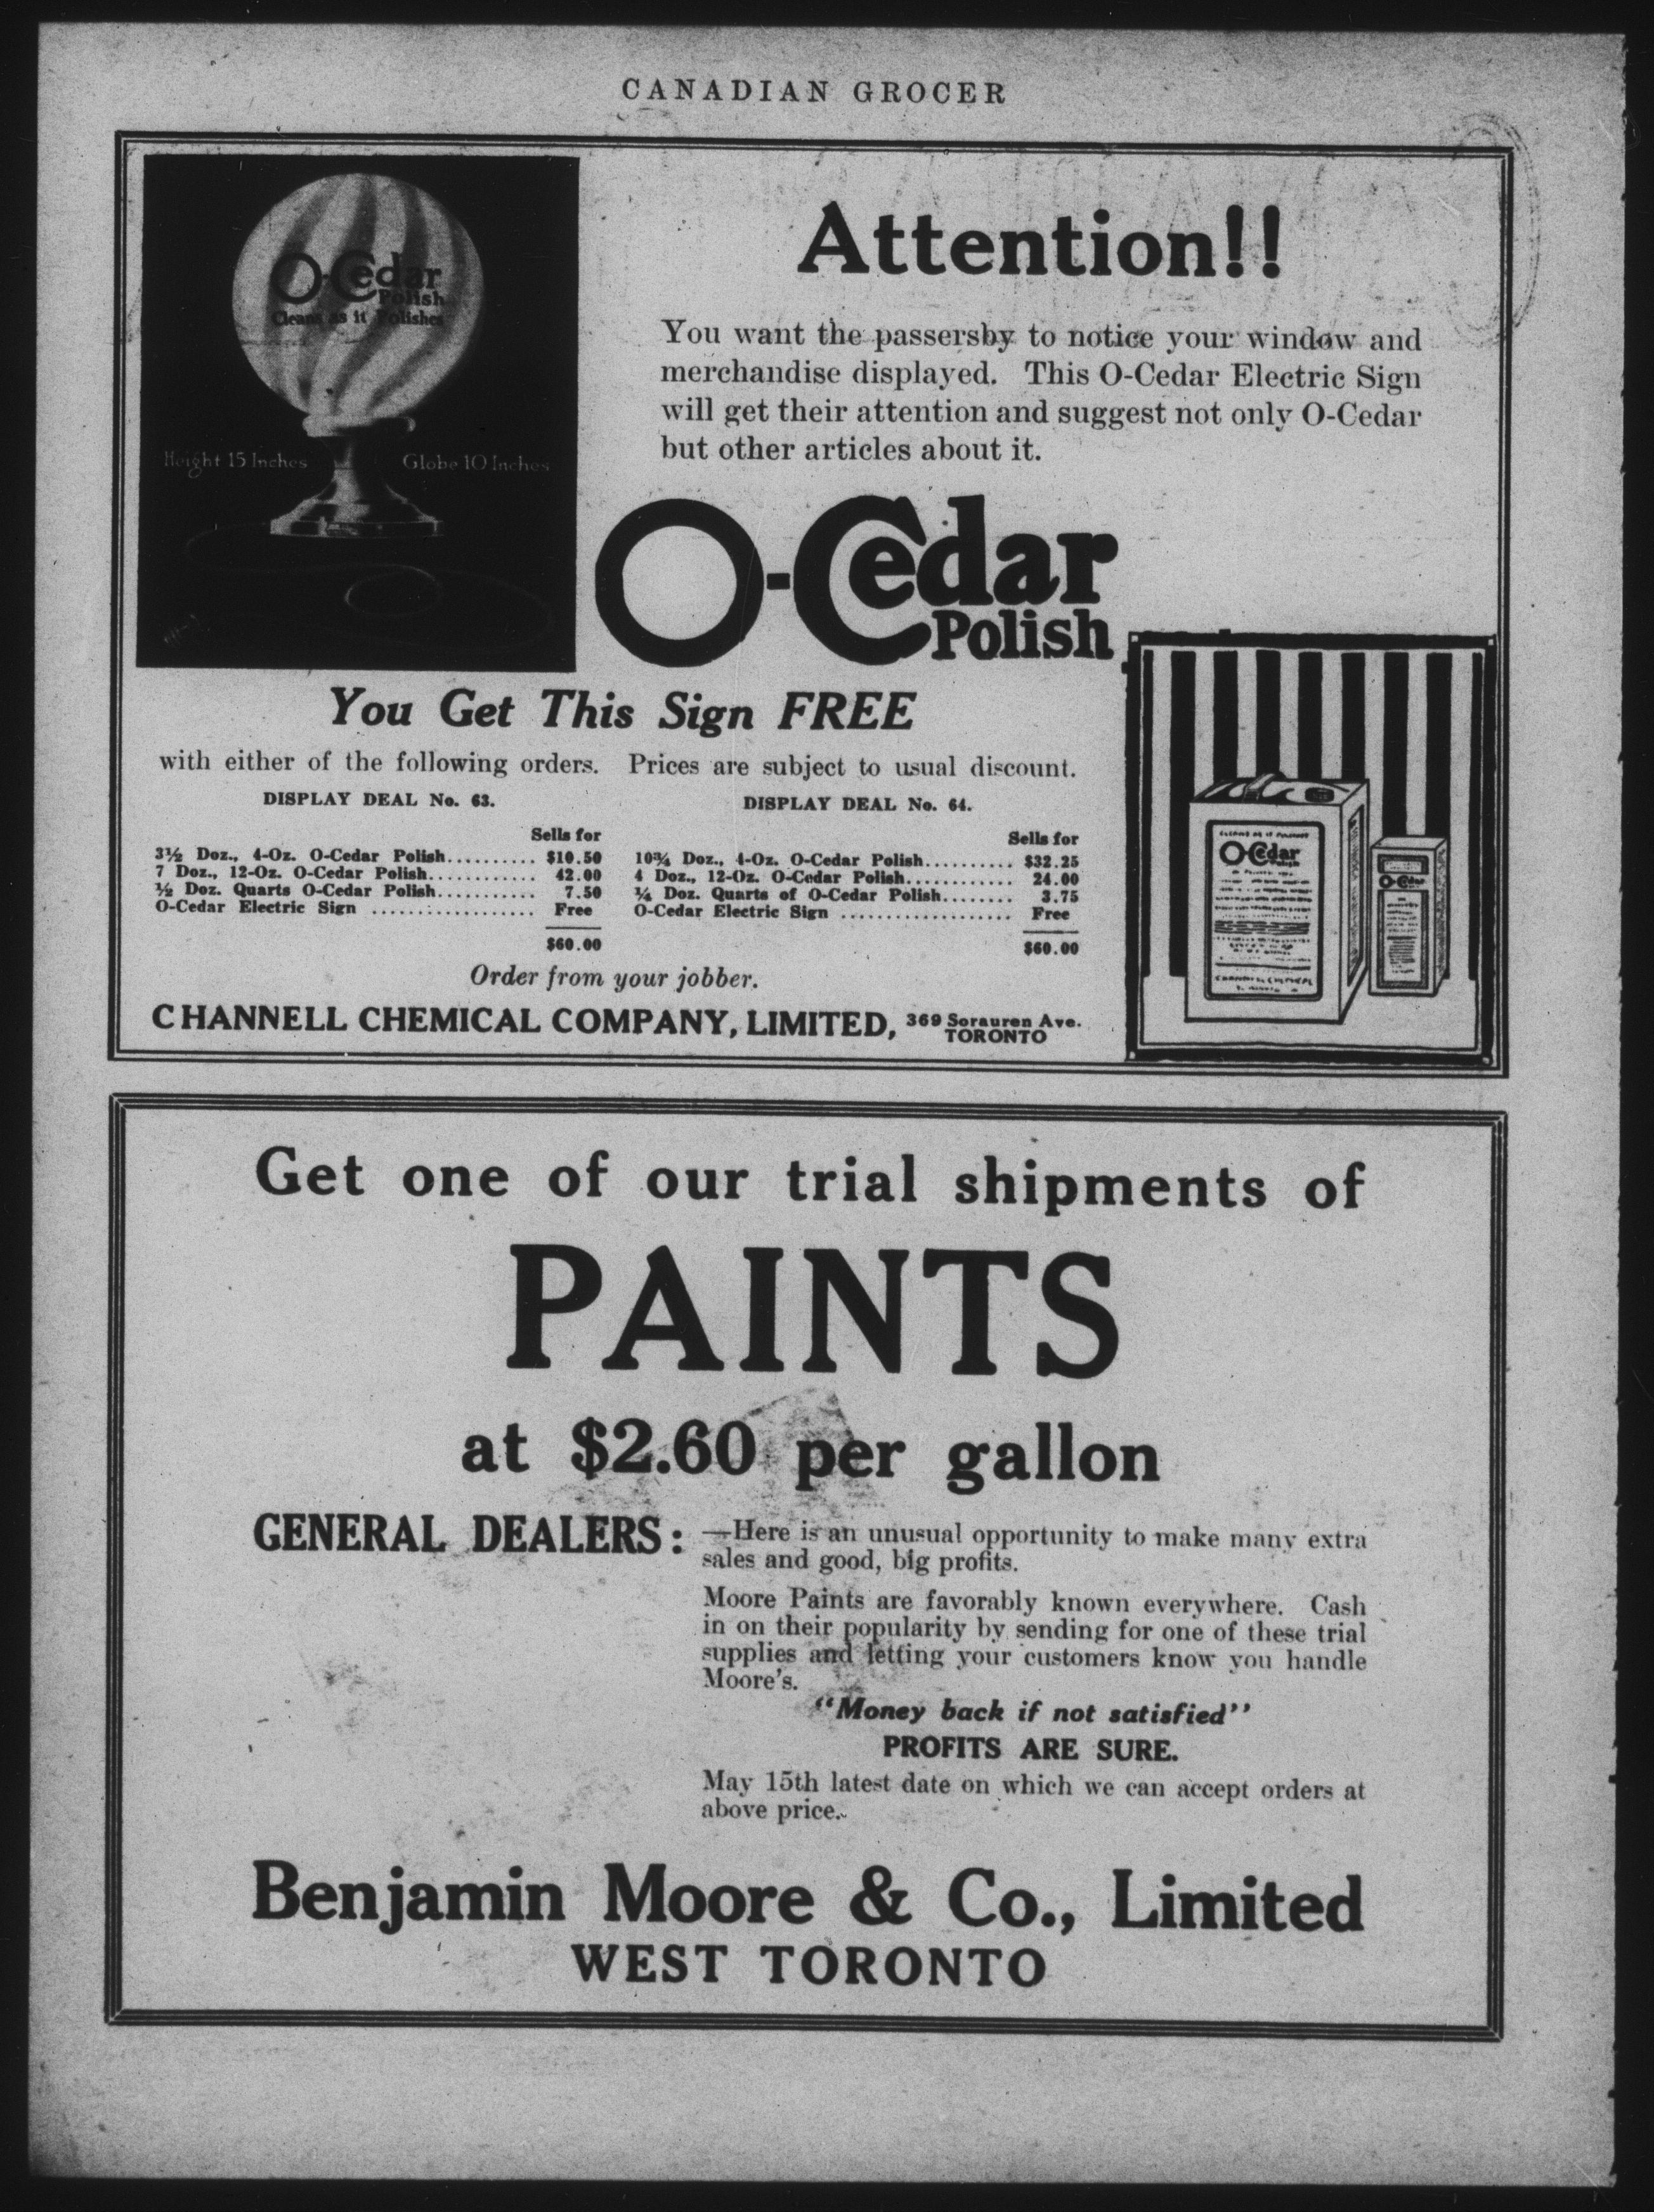 CANADIAN GROCER
O-Cedar
Polish
Cleans as it Polishes
Height 15 Inches Globe 10 Inches
Attention!!
You want the passersby to notice your window and
merchandise displayed. This O-Cedar Electric Sign
will get their attention and suggest not only O-Cedar
but other articles about it.
O-Cedar
Polish
You Get This Sign FREE
with either of the following orders. Prices are subject to usual discount.
DISPLAY DEAL No. 63.
Sells for
3½ Doz., 4-Oz. O-Cedar Polish.......... $10.50
7 Doz., 12-Oz. O-Cedar Polish............ 42.00
½ Doz. Quarts O-Cedar Polish........... 7.50
O-Cedar Electric Sign .................. Free
$60.00
DISPLAY DEAL No. 64.
Sells for
10¾ Doz., 4-Oz. O-Cedar Polish.......... $32.25
4 Doz., 12-Oz. O-Cedar Polish............ 24.00
¼ Doz. Quarts of O-Cedar Polish........ 3.75
O-Cedar Electric Sign ................... Free
$60.00
Order from your jobber.
CHANNELL CHEMICAL COMPANY, LIMITED, 369 Sorauren Ave.
TORONTO
CLEANS AS IT POLISHES
O-Cedar
Polish
O-Cedar
Get one of our trial shipments of
PAINTS
at $2.60 per gallon
GENERAL DEALERS: —Here is an unusual opportunity to make many extra
sales and good, big profits.
Moore Paints are favorably known everywhere. Cash
in on their popularity by sending for one of these trial
supplies and letting your customers know you handle
Moore's.
"Money back if not satisfied"
PROFITS ARE SURE.
May 15th latest date on which we can accept orders at
above price.
Benjamin Moore & Co., Limited
WEST TORONTO